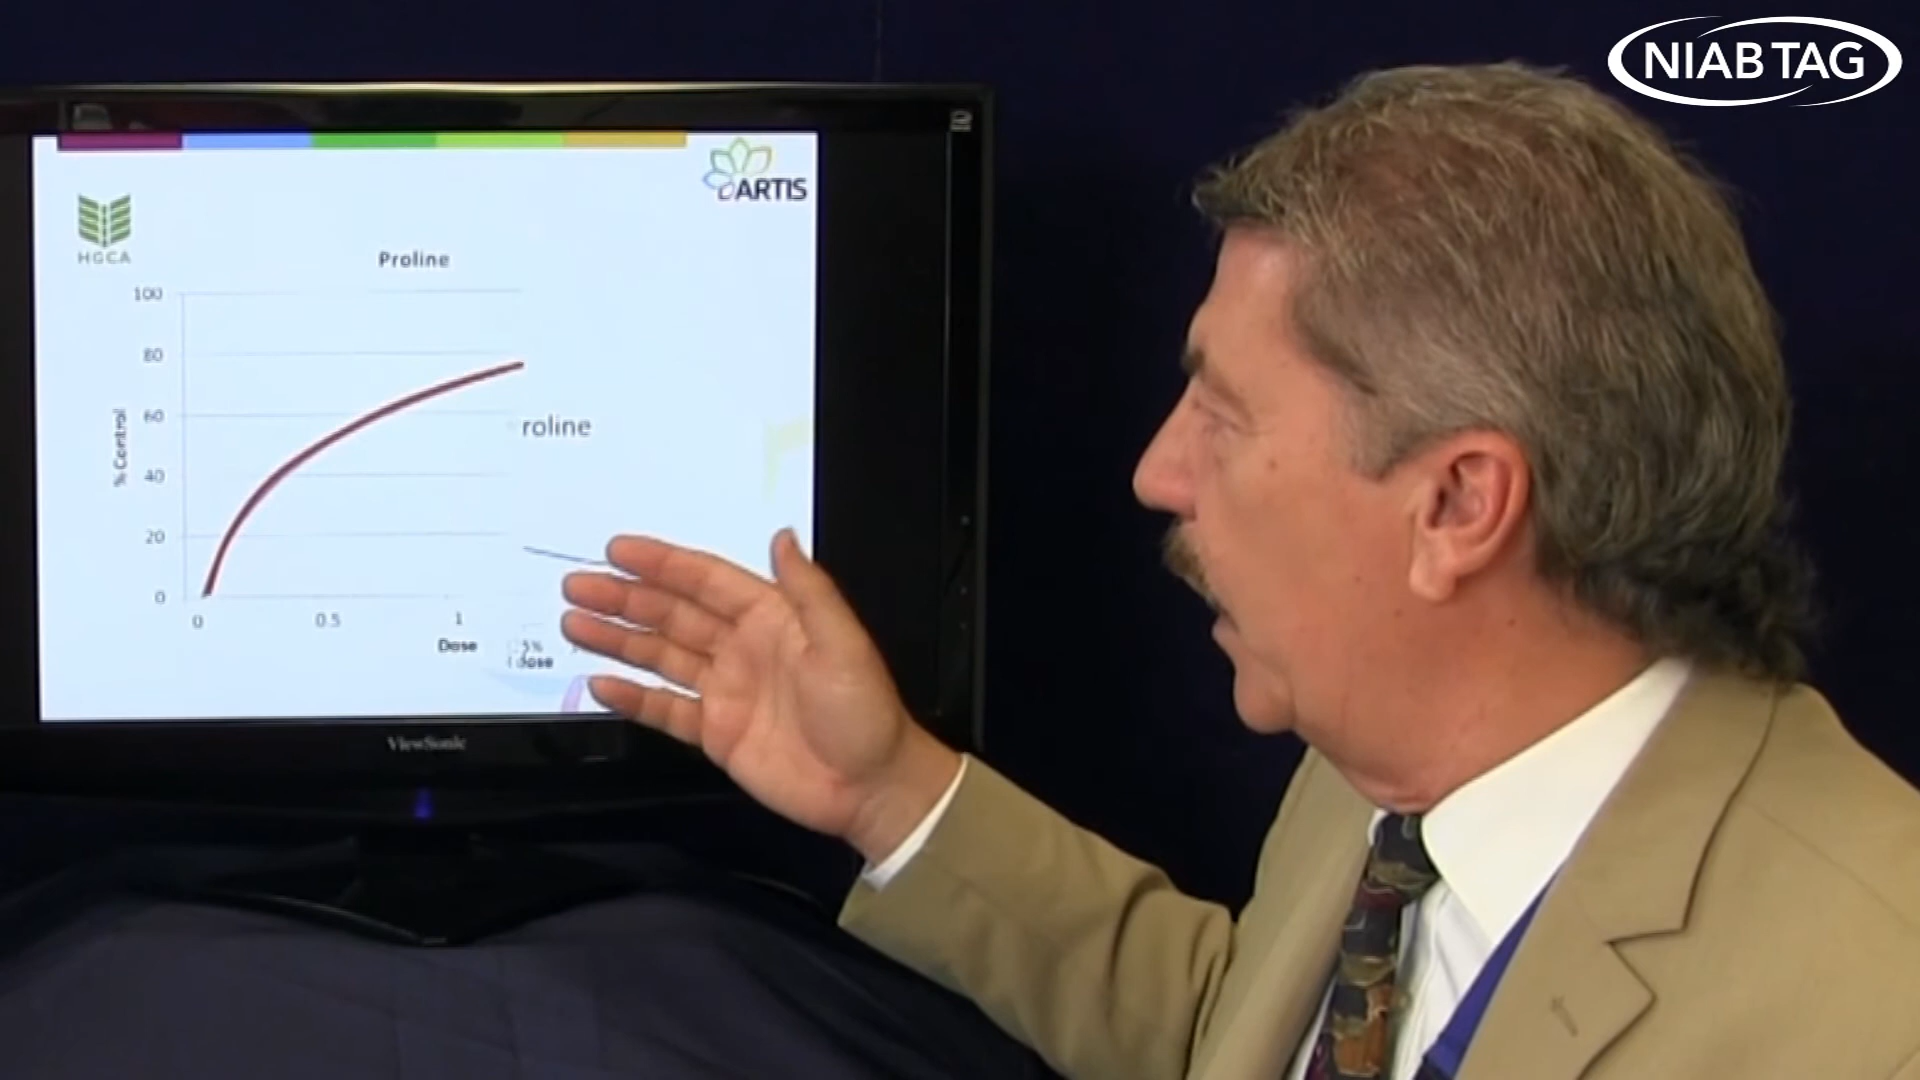 NIAB TAG
ARTIS
HGCA
Proline
100
80
60
40
20
0
% Control
roline
0
0.5
1
Dose
5%
dose
ViewSonic